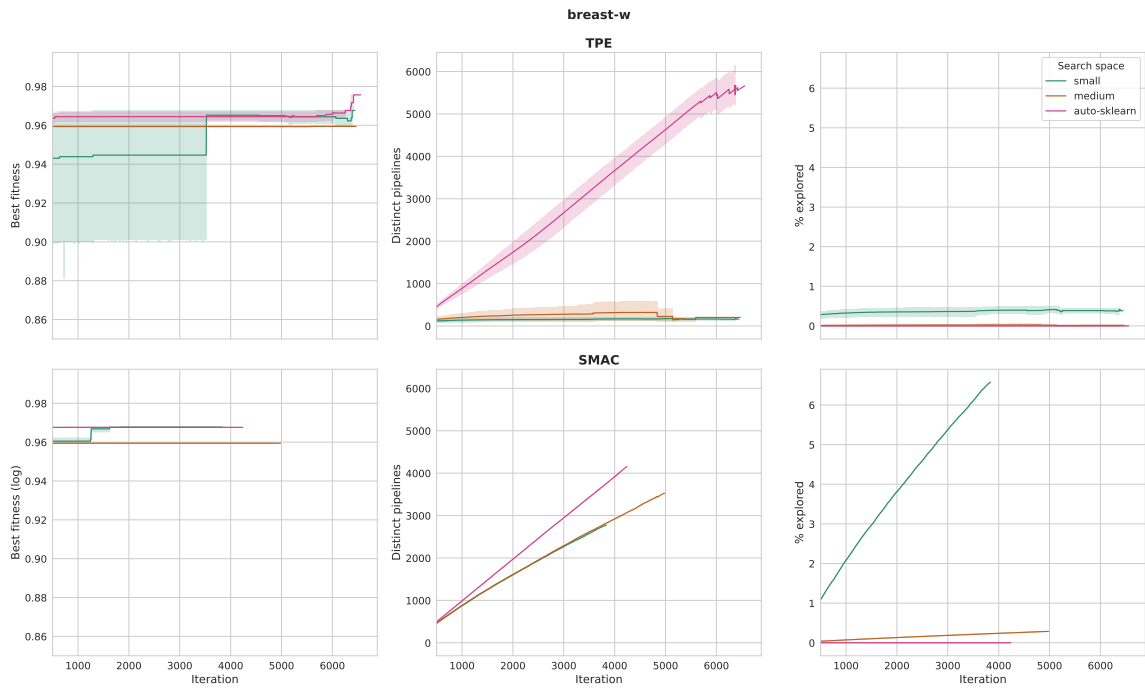 breast-w
TPE
Best fitness
0.98
0.96
0.94
0.92
0.90
0.88
0.86
1000 2000 3000 4000 5000 6000
Distinct pipelines
6000
5000
4000
3000
2000
1000
0
1000 2000 3000 4000 5000 6000
% explored
6
5
4
3
2
1
0
1000 2000 3000 4000 5000 6000
Search space
small
medium
auto-sklearn
SMAC
Best fitness (log)
0.98
0.96
0.94
0.92
0.90
0.88
0.86
1000 2000 3000 4000 5000 6000
Iteration
Distinct pipelines
6000
5000
4000
3000
2000
1000
0
1000 2000 3000 4000 5000 6000
Iteration
% explored
6
5
4
3
2
1
0
1000 2000 3000 4000 5000 6000
Iteration